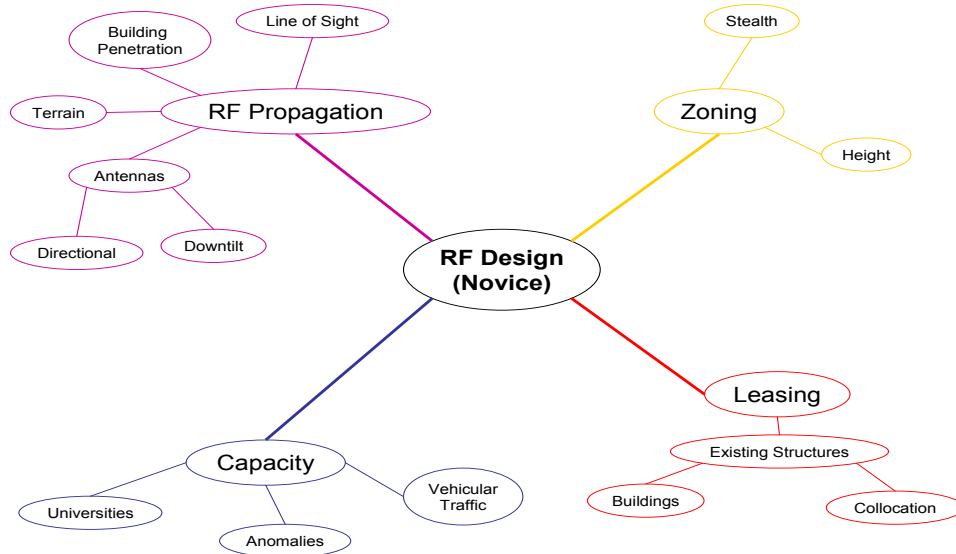 Line of Sight
Building
Penetration
Stealth
Terrain
RF Propagation
Zoning
Height
Antennas
Directional
Downtilt
RF Design
(Novice)
Leasing
Existing Structures
Buildings
Collocation
Capacity
Vehicular
Traffic
Universities
Anomalies